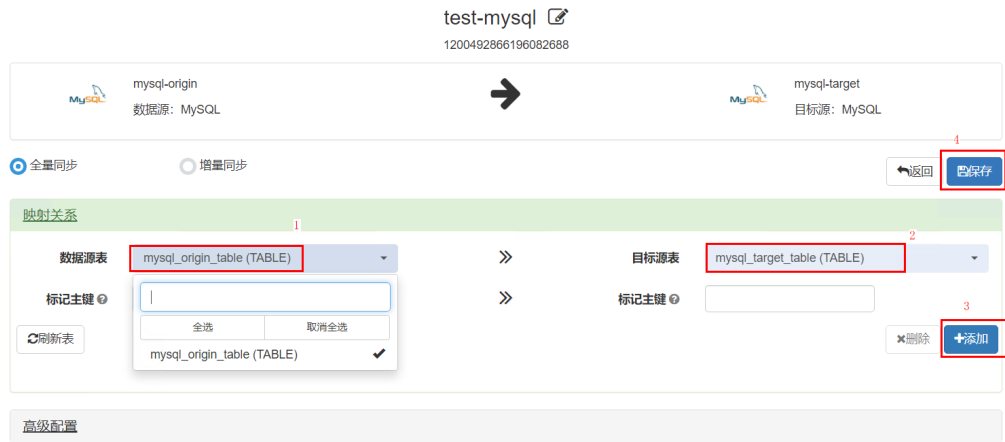 test-mysql
1200492866196082688
mysql-origin
MySQL
数据源：MySQL
mysql-target
MySQL
目标源：MySQL
全量同步
增量同步
4
返回
保存
映射关系
1
2
数据源表
mysql_origin_table (TABLE)
目标源表
mysql_target_table (TABLE)
标记主键
标记主键
全选
取消全选
3
刷新表
mysql_origin_table (TABLE)
删除
添加
高级配置